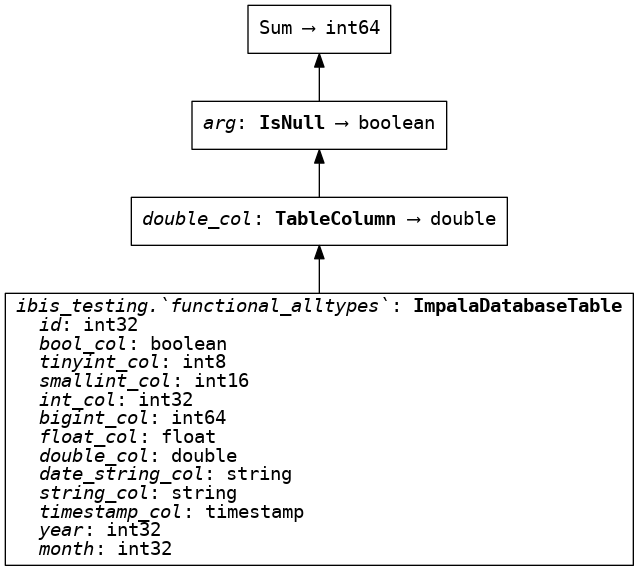 Sum → int64
arg: IsNull → boolean
double_col: TableColumn → double
ibis_testing.`functional_alltypes`: ImpalaDatabaseTable
id: int32
bool_col: boolean
tinyint_col: int8
smallint_col: int16
int_col: int32
bigint_col: int64
float_col: float
double_col: double
date_string_col: string
string_col: string
timestamp_col: timestamp
year: int32
month: int32